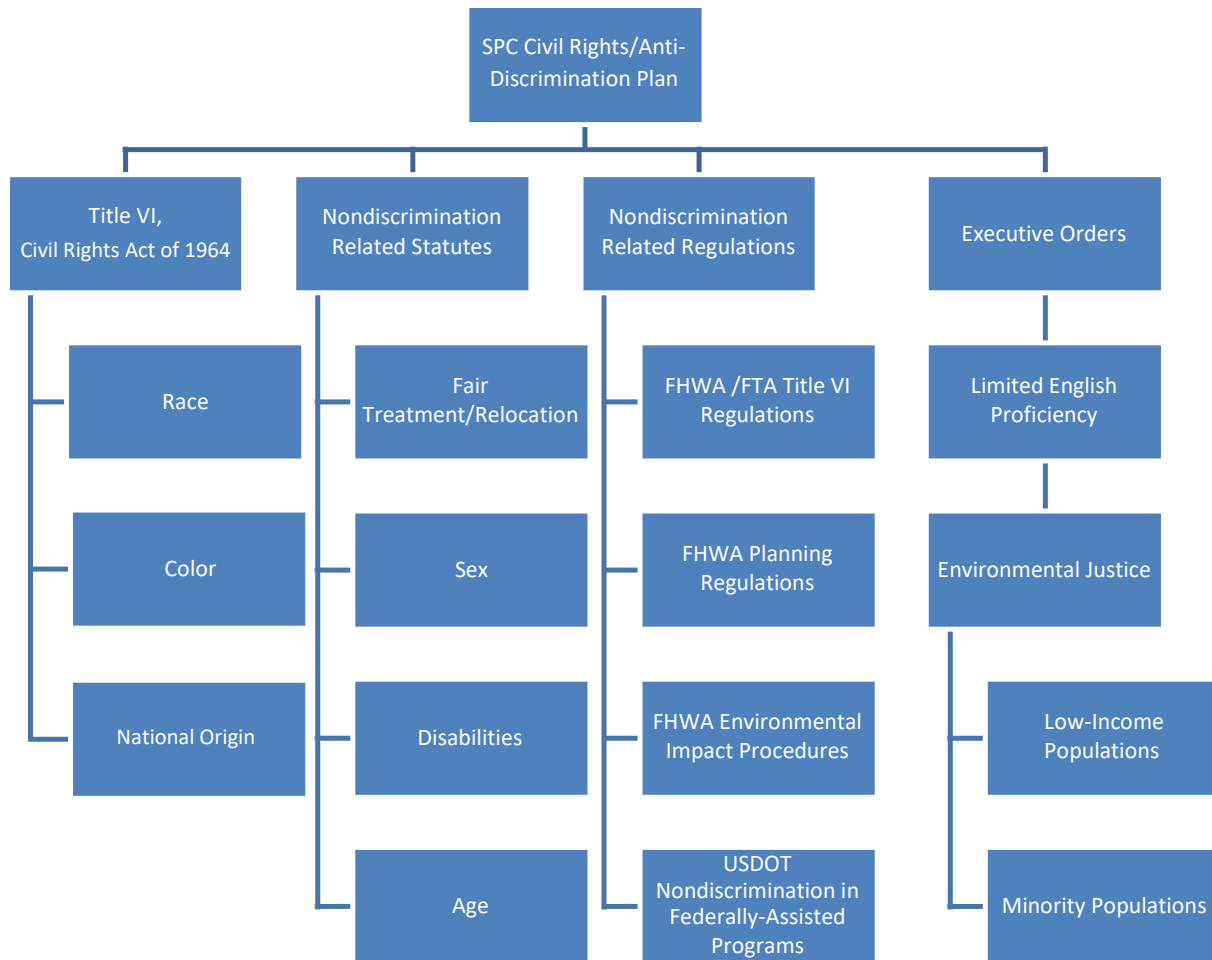 SPC Civil Rights/Anti-
Discrimination Plan
Title VI,
Civil Rights Act of 1964
Nondiscrimination
Related Statutes
Nondiscrimination
Related Regulations
Executive Orders
Race
Fair
Treatment/Relocation
FHWA /FTA Title VI
Regulations
Limited English
Proficiency
Color
Sex
FHWA Planning
Regulations
Environmental Justice
National Origin
Disabilities
FHWA Environmental
Impact Procedures
Low-Income
Populations
Age
USDOT
Nondiscrimination in
Federally-Assisted
Programs
Minority Populations